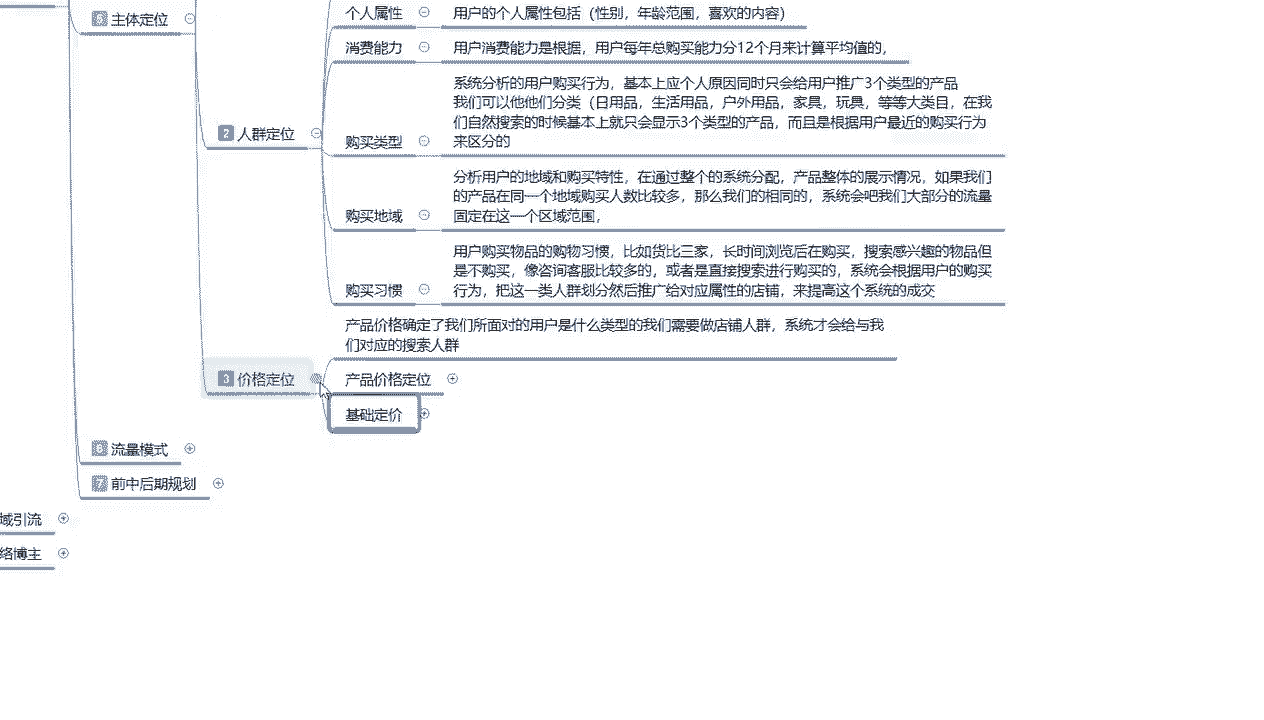 5 主体定位
个人属性
用户的个人属性包括（性别，年龄范围，喜欢的内容）
消费能力
用户消费能力是根据，用户每年总购买能力分12个月来计算平均值的，
2 人群定位
购买类型
系统分析的用户购买行为，基本上应个人原因同时只会给用户推广3个类型的产品
我们可以他他们分类（日用品，生活用品，户外用品，家具，玩具，等等大类目，在我
们自然搜索的时候基本上就只会显示3个类型的产品，而且是根据用户最近的购买行为
来区分的
购买地域
分析用户的地域和购买特性，在通过整个的系统分配，产品整体的展示情况，如果我们
的产品在同一个地域购买人数比较多，那么我们的相同的，系统会吧我们大部分的流量
固定在这一个区域范围，
购买习惯
用户购买物品的购物习惯，比如货比三家，长时间浏览后在购买，搜索感兴趣的物品但
是不购买，像咨询客服比较多的，或者是直接搜索进行购买的，系统会根据用户的购买
行为，把这一类人群划分然后推广给对应属性的店铺，来提高这个系统的成交
3 价格定位
产品价格确定了我们所面对的用户是什么类型的我们需要做店铺人群，系统才会给与我
们对应的搜索人群
产品价格定位
基础定价
6 流量模式
7 前中后期规划
域引流
络博主